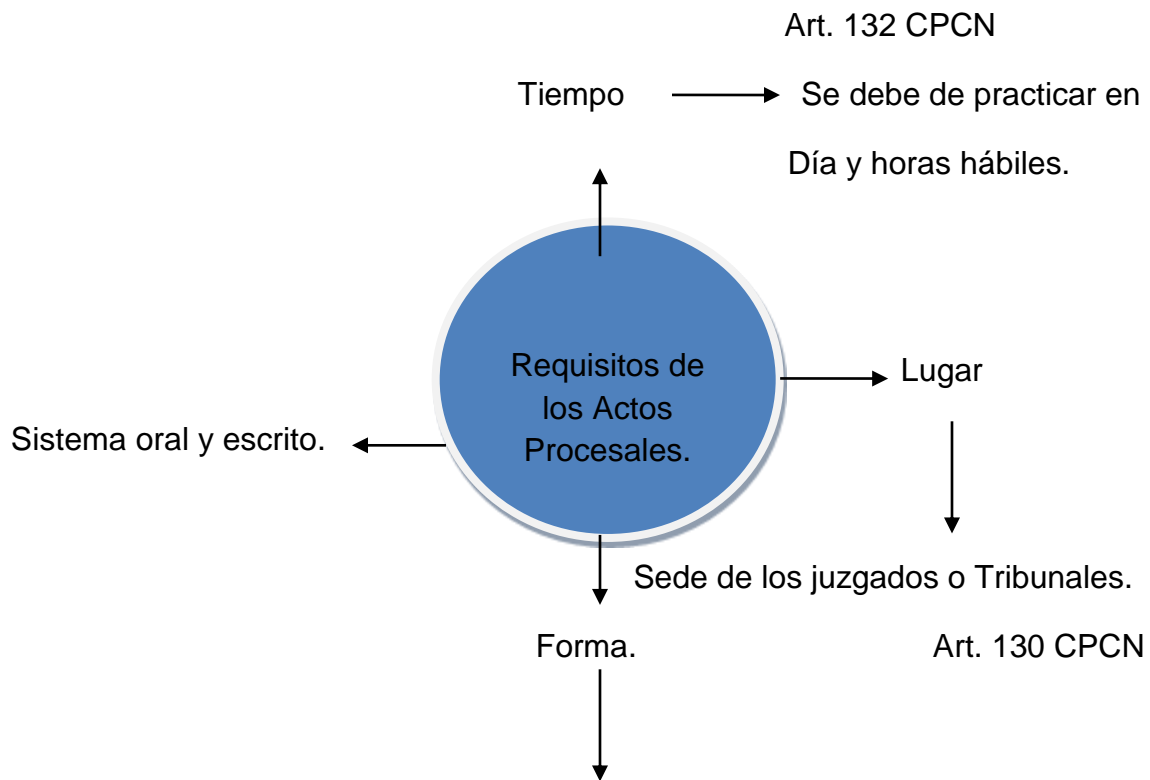 Art. 132 CPCN
Tiempo
Se debe de practicar en
Día y horas hábiles.
Requisitos de
los Actos
Procesales.
Lugar
Sistema oral y escrito.
Sede de los juzgados o Tribunales.
Forma.
Art. 130 CPCN